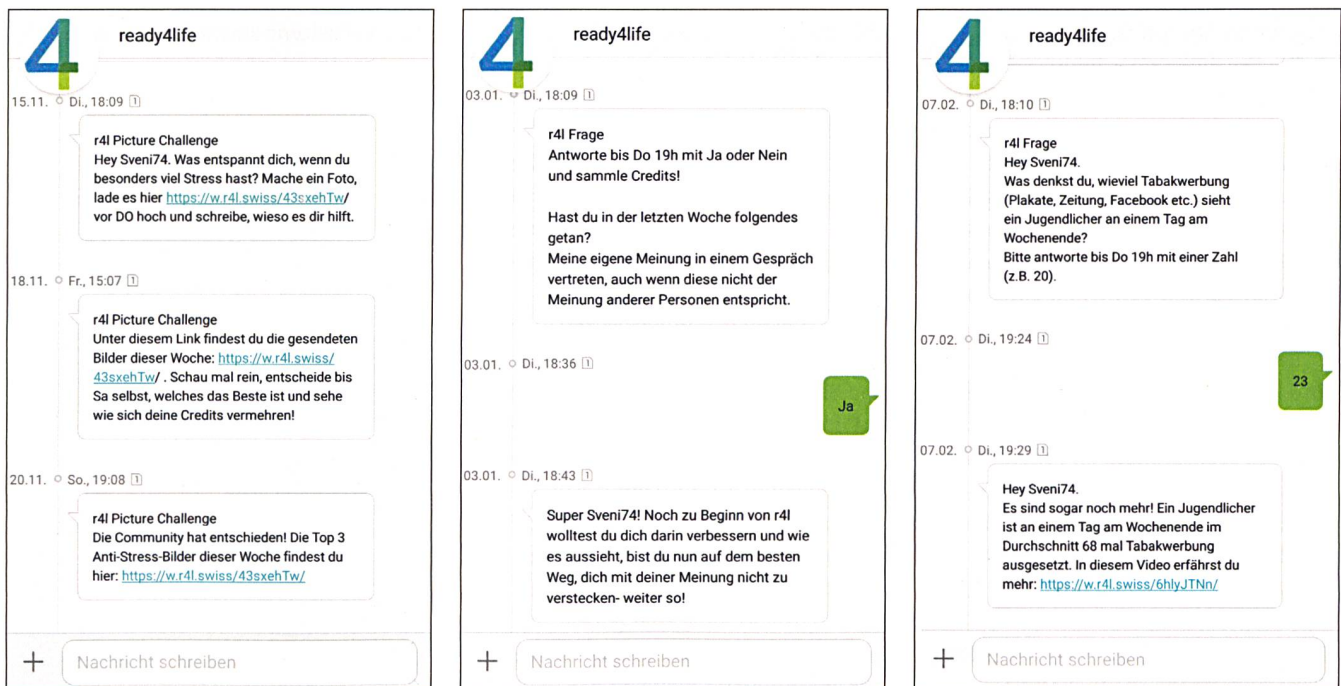 4
ready4life
15.11. Di., 18:09 1
r4l Picture Challenge
Hey Sveni74. Was entspannt dich, wenn du
besonders viel Stress hast? Mache ein Foto,
lade es hier https://w.r4l.swiss/43sxehTw/
vor DO hoch und schreibe, wieso es dir hilft.
18.11. Fr., 15:07 1
r4l Picture Challenge
Unter diesem Link findest du die gesendeten
Bilder dieser Woche: https://w.r4l.swiss/
43sxehTw/ . Schau mal rein, entscheide bis
Sa selbst, welches das Beste ist und sehe
wie sich deine Credits vermehren!
20.11. So., 19:08 1
r4l Picture Challenge
Die Community hat entschieden! Die Top 3
Anti-Stress-Bilder dieser Woche findest du
hier: https://w.r4l.swiss/43sxehTw/
+ Nachricht schreiben
4
ready4life
03.01. Di., 18:09 1
r4l Frage
Antworte bis Do 19h mit Ja oder Nein
und sammle Credits!
Hast du in der letzten Woche folgendes
getan?
Meine eigene Meinung in einem Gespräch
vertreten, auch wenn diese nicht der
Meinung anderer Personen entspricht.
03.01. Di., 18:36 1
Ja
03.01. Di., 18:43 1
Super Sveni74! Noch zu Beginn von r4l
wolltest du dich darin verbessern und wie
es aussieht, bist du nun auf dem besten
Weg, dich mit deiner Meinung nicht zu
verstecken- weiter so!
+ Nachricht schreiben
4
ready4life
07.02. Di., 18:10 1
r4l Frage
Hey Sveni74.
Was denkst du, wieviel Tabakwerbung
(Plakate, Zeitung, Facebook etc.) sieht
ein Jugendlicher an einem Tag am
Wochenende?
Bitte antworte bis Do 19h mit einer Zahl
(z.B. 20).
07.02. Di., 19:24 1
23
07.02. Di., 19:29 1
Hey Sveni74.
Es sind sogar noch mehr! Ein Jugendlicher
ist an einem Tag am Wochenende im
Durchschnitt 68 mal Tabakwerbung
ausgesetzt. In diesem Video erfährst du
mehr: https://w.r4l.swiss/6hlyJTNn/
+ Nachricht schreiben